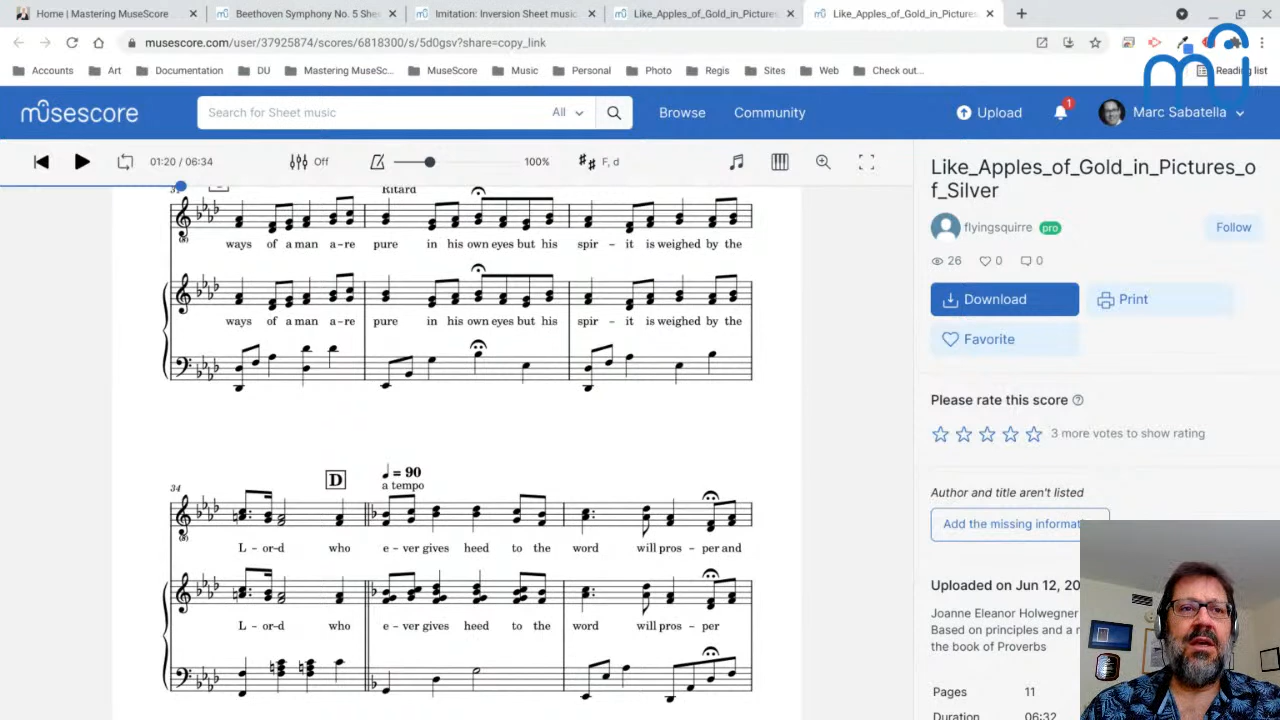 Home | Mastering MuseScore
Beethoven Symphony No. 5 She
Imitation: Inversion Sheet music
Like_Apples_of_Gold_in_Pictures
Like_Apples_of_Gold_in_Pictures
musescore.com/user/37925874/scores/6818300/s/5d0gsv?share=copy_link
Accounts
Art
Documentation
DU
Mastering MuseSc...
MuseScore
Music
Personal
Photo
Regis
Sites
Web
Check out...
Reading list
musescore
Search for Sheet music
All
Browse
Community
Upload
1
Marc Sabatella
01:20 / 06:34
Off
100%
F, d
Like_Apples_of_Gold_in_Pictures_o
f_Silver
flyingsquirre pro
Follow
26
0
0
Download
Print
Favorite
Please rate this score
3 more votes to show rating
Author and title aren't listed
Add the missing informat
Uploaded on Jun 12, 20
Joanne Eleanor Holwegner
Based on principles and a
the book of Proverbs
Pages 11
Duration 06:32
Ritard
ways of a man a-re pure in his own eyes but his spir - it is weighed by the
ways of a man a-re pure in his own eyes but his spir - it is weighed by the
34
D
= 90
a tempo
L - or-d who e - ver gives heed to the word will pros - per and
L - or-d who e - ver gives heed to the word will pros - per